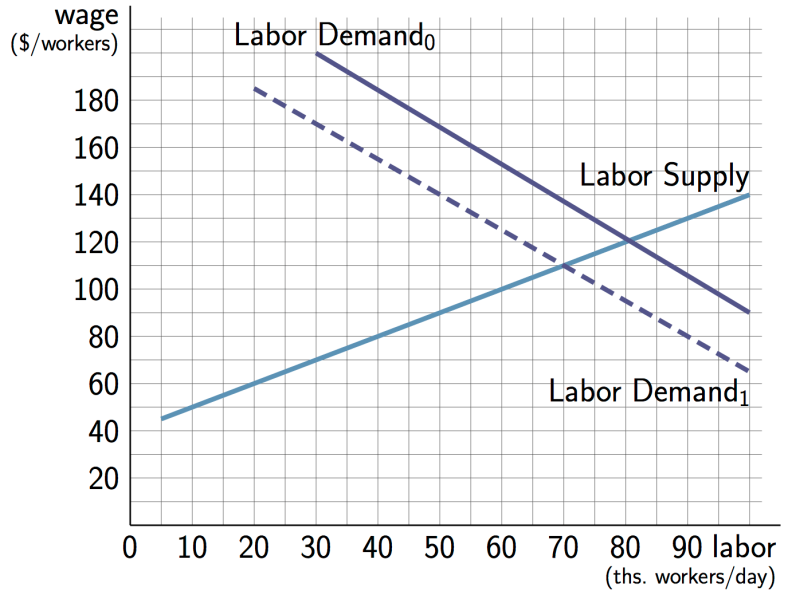 wage
($/workers)
Labor Demand0
180
160
Labor Supply
140
120
100
80
60
Labor Demand1
40
20
0 10 20 30 40 50 60 70 80 90 labor
(ths. workers/day)